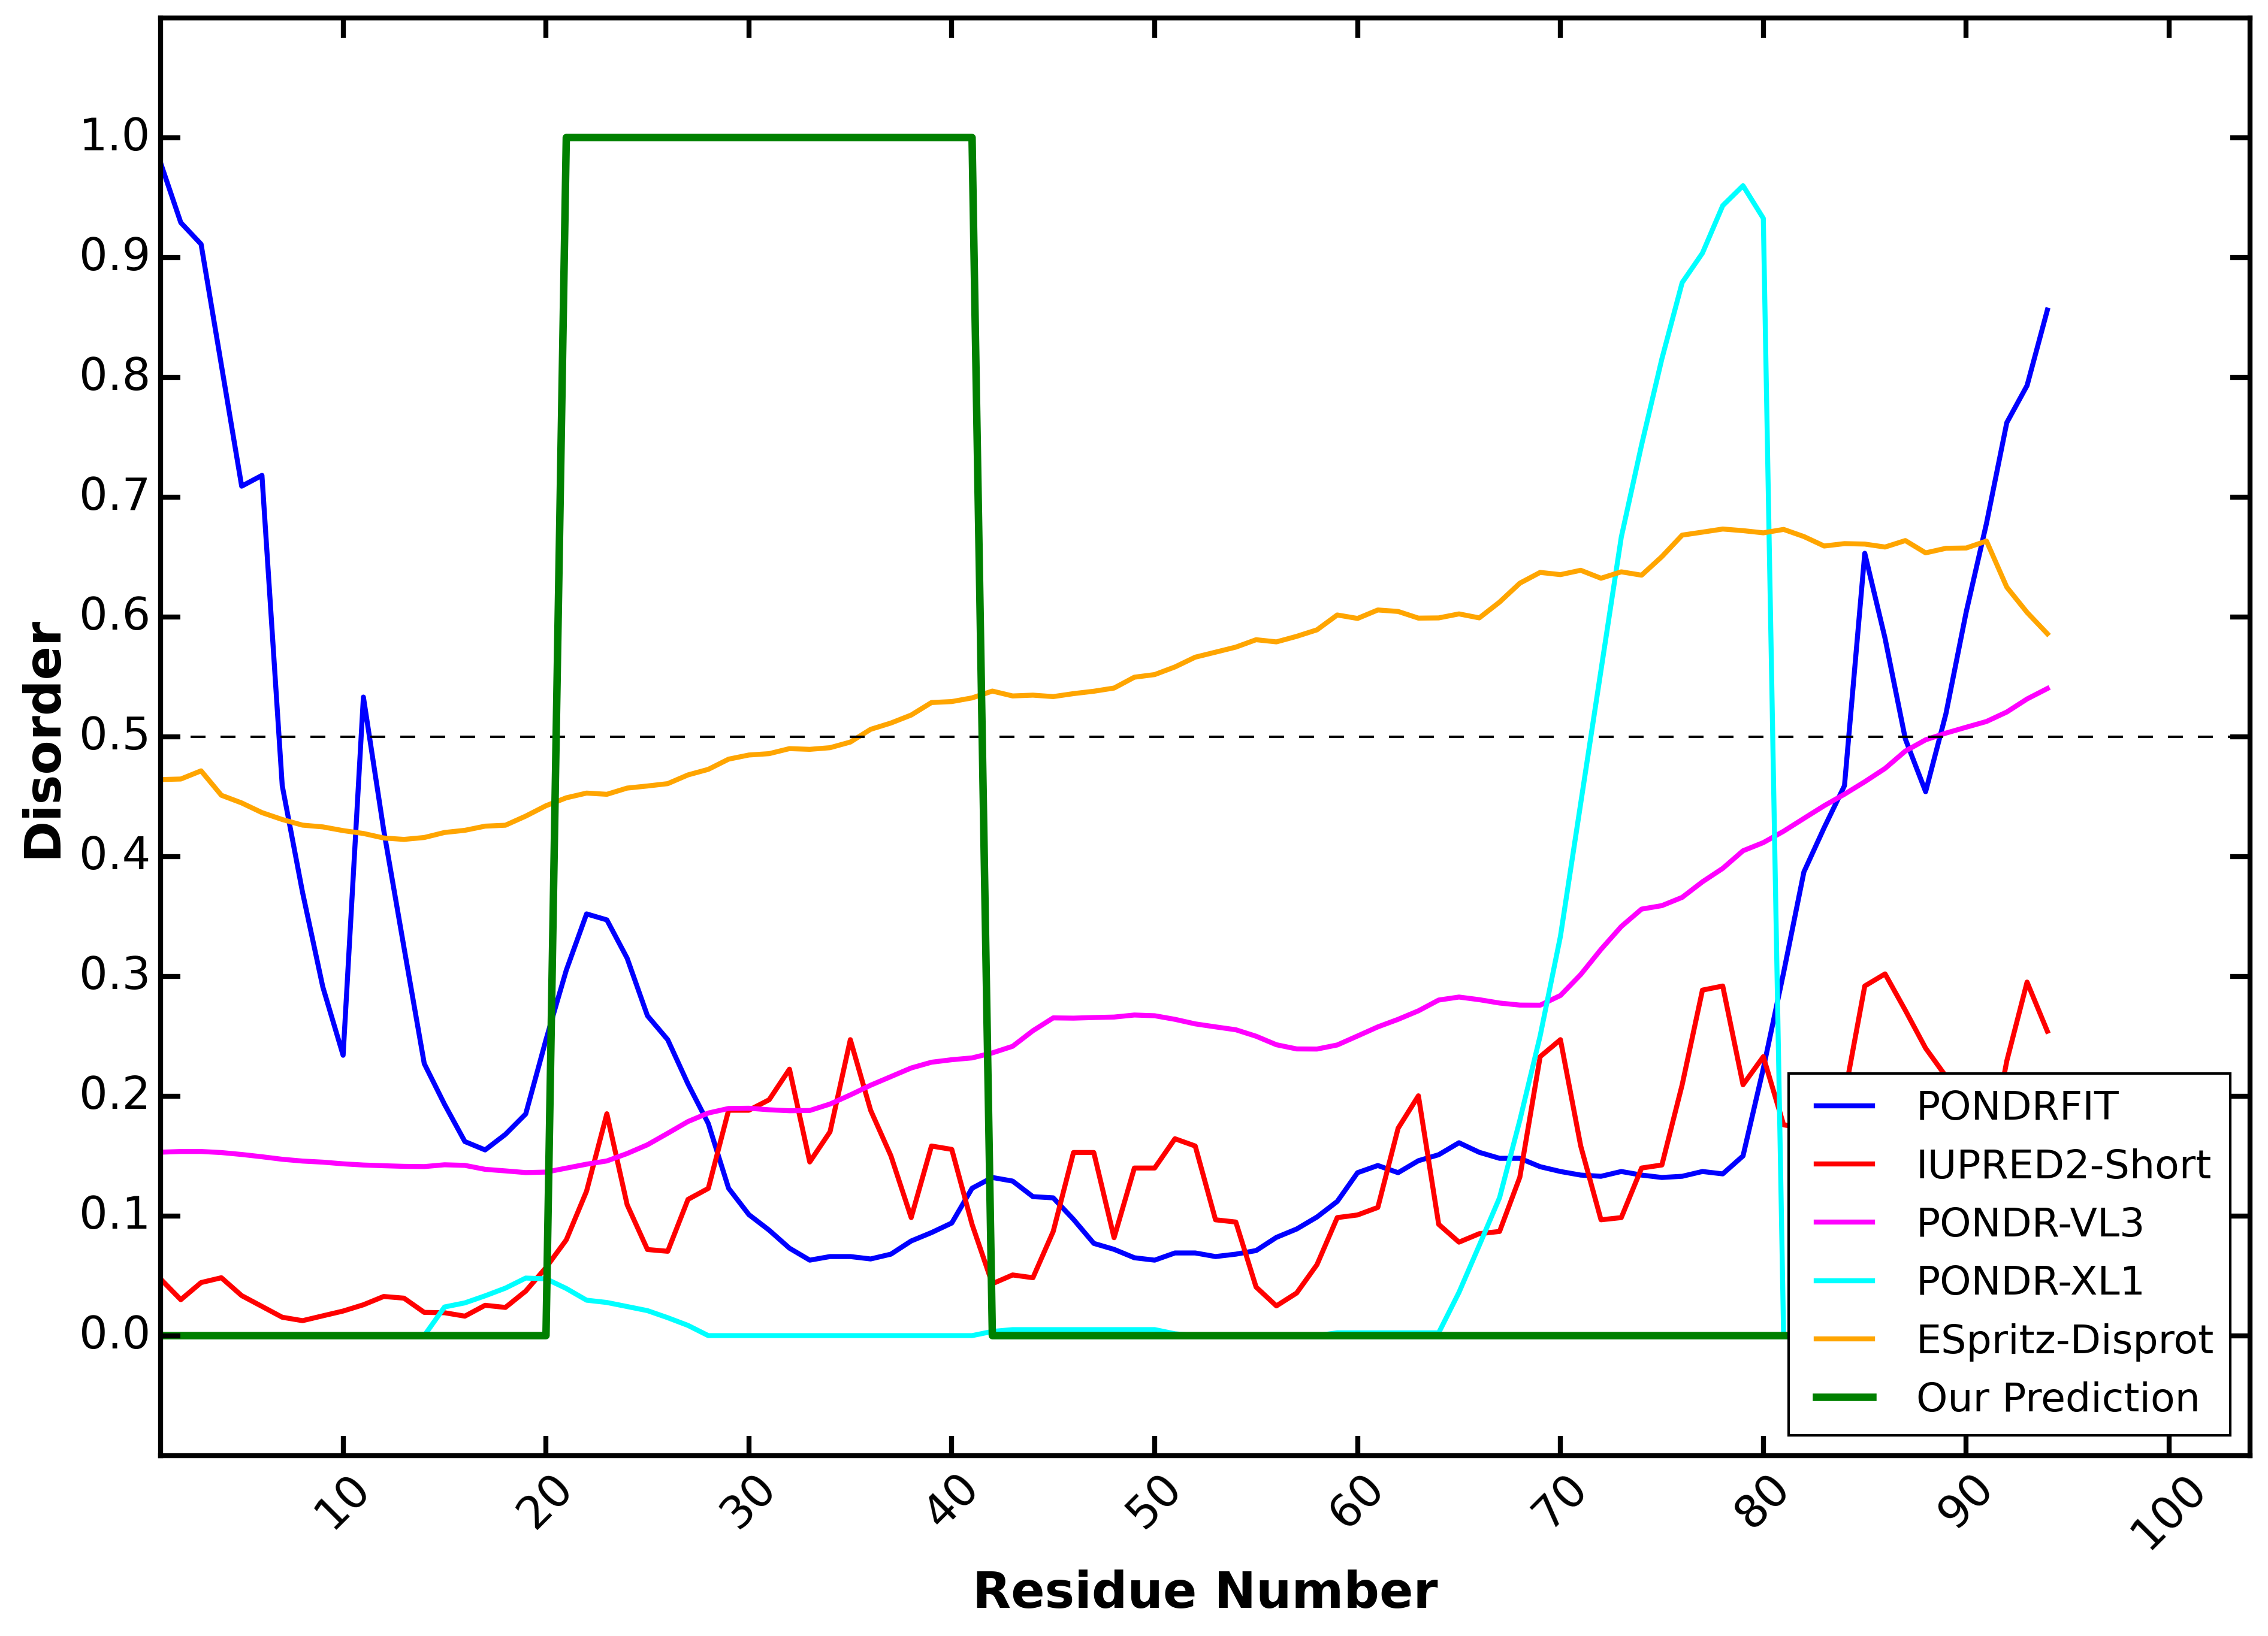 1.0
0.9
0.8
0.7
0.6
0.5
0.4
0.3
0.2
0.1
0.0
Disorder
10 20 30 40 50 60 70 80 90 100
Residue Number
PONDRFIT
IUPRED2-Short
PONDR-VL3
PONDR-XL1
ESpritz-Disprot
Our Prediction